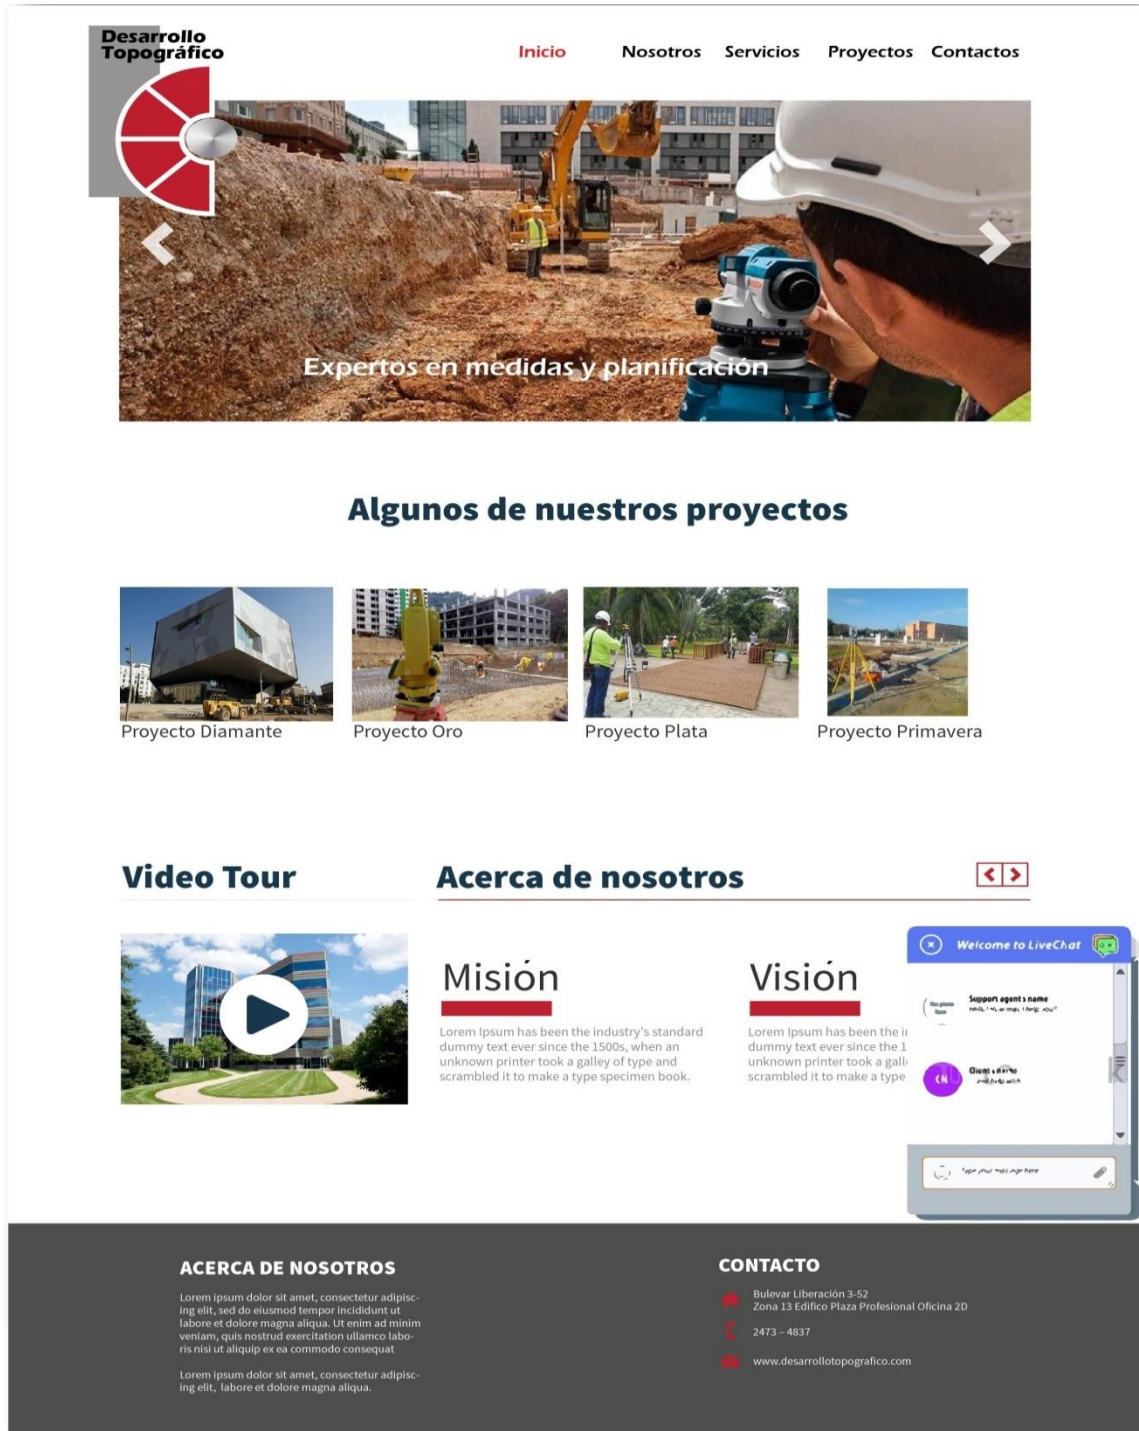 Desarrollo
Topográfico
Inicio Nosotros Servicios Proyectos Contactos
Expertos en medidas y planificación
Algunos de nuestros proyectos
Proyecto Diamante
Proyecto Oro
Proyecto Plata
Proyecto Primavera
Video Tour
Acerca de nosotros
Misión
Lorem Ipsum has been the industry's standard
dummy text ever since the 1500s, when an
unknown printer took a galley of type and
scrambled it to make a type specimen book.
Visión
Lorem Ipsum has been the
dummy text ever since the
unknown printer took a
scrambled it to make a type
Welcome to LiveChat
Support agent s name
Client s name
ACERCA DE NOSOTROS
Lorem ipsum dolor sit amet, consectetur adipisc-
ing elit, sed do eiusmod tempor incididunt ut
labore et dolore magna aliqua. Ut enim ad minim
veniam, quis nostrud exercitation ullamco labo-
ris nisi ut aliquip ex ea commodo consequat
Lorem ipsum dolor sit amet, consectetur adipisc-
ing elit, labore et dolore magna aliqua.
CONTACTO
Bulevar Liberación 3-52
Zona 13 Edifico Plaza Profesional Oficina 2D
2473 – 4837
www.desarrollotopografico.com